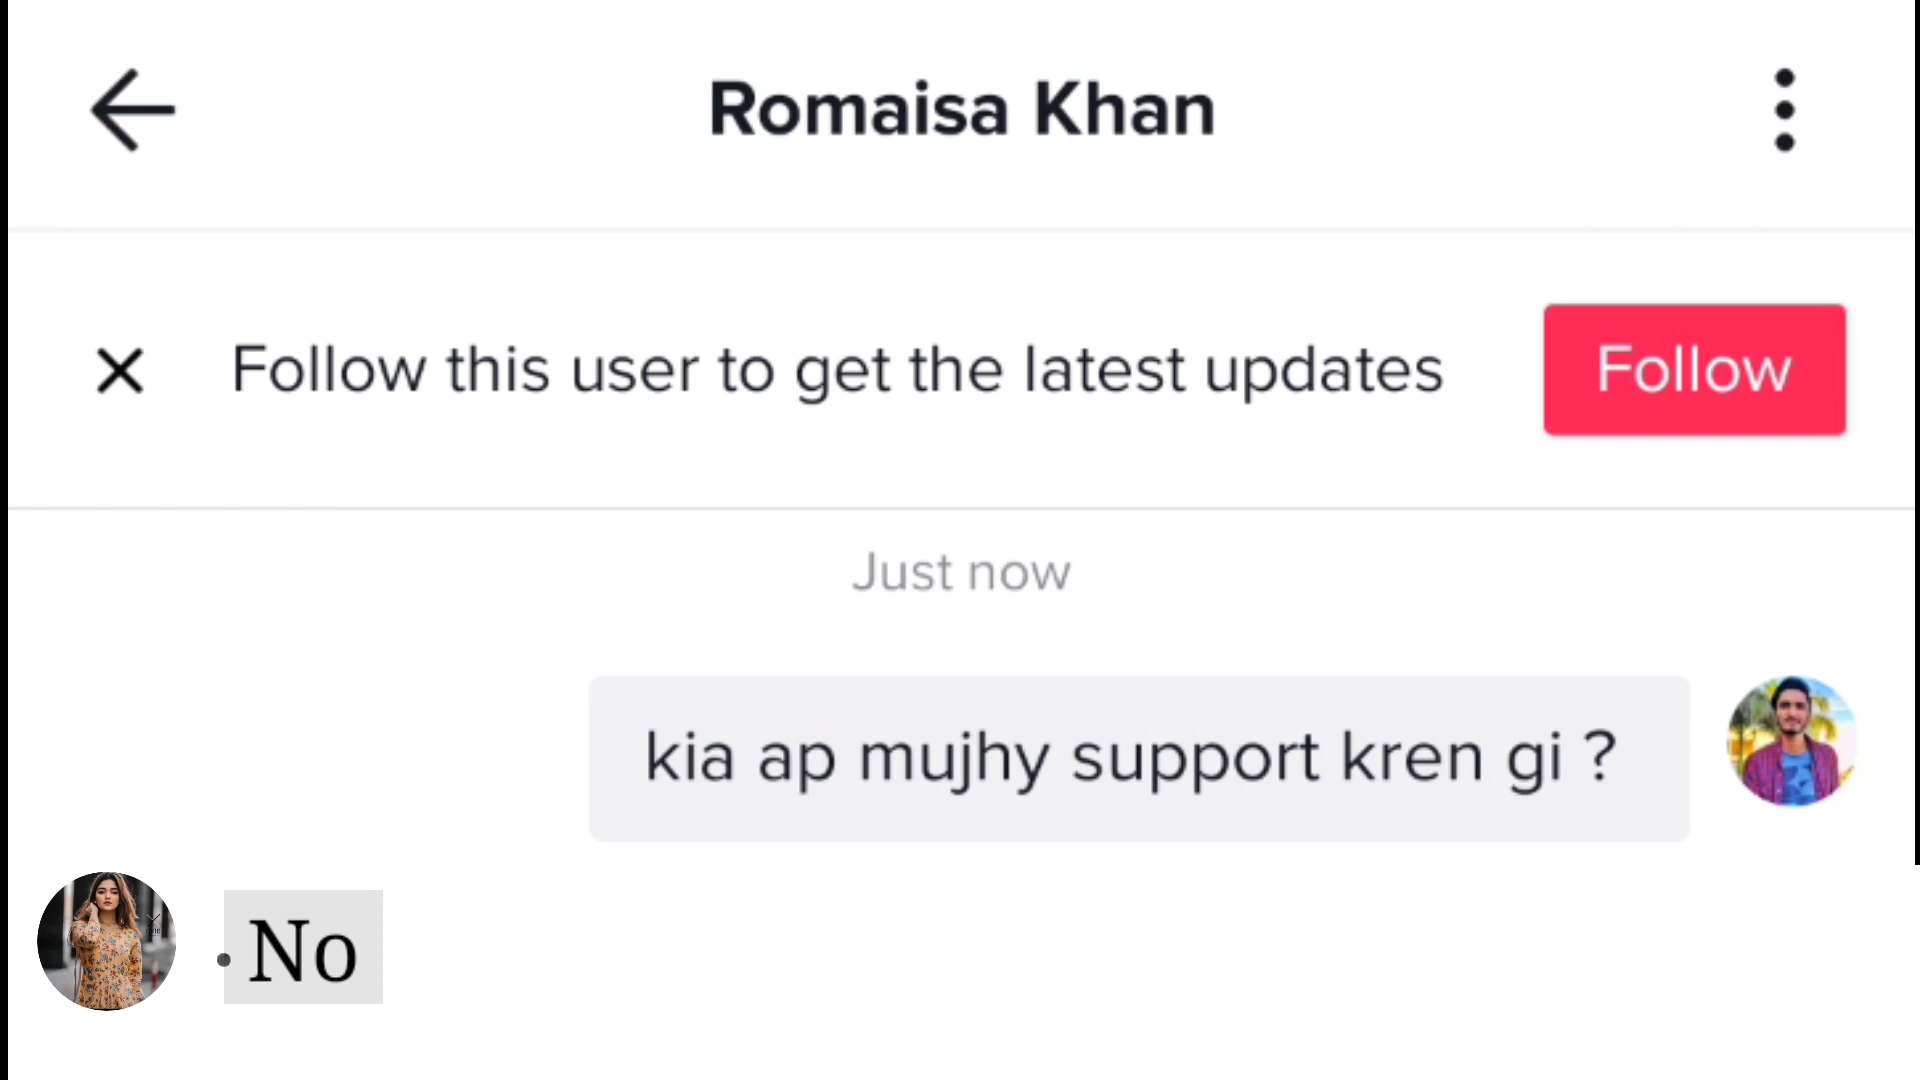 Romaisa Khan
Follow this user to get the latest updates
Follow
Just now
kia ap mujhy support kren gi ?
No